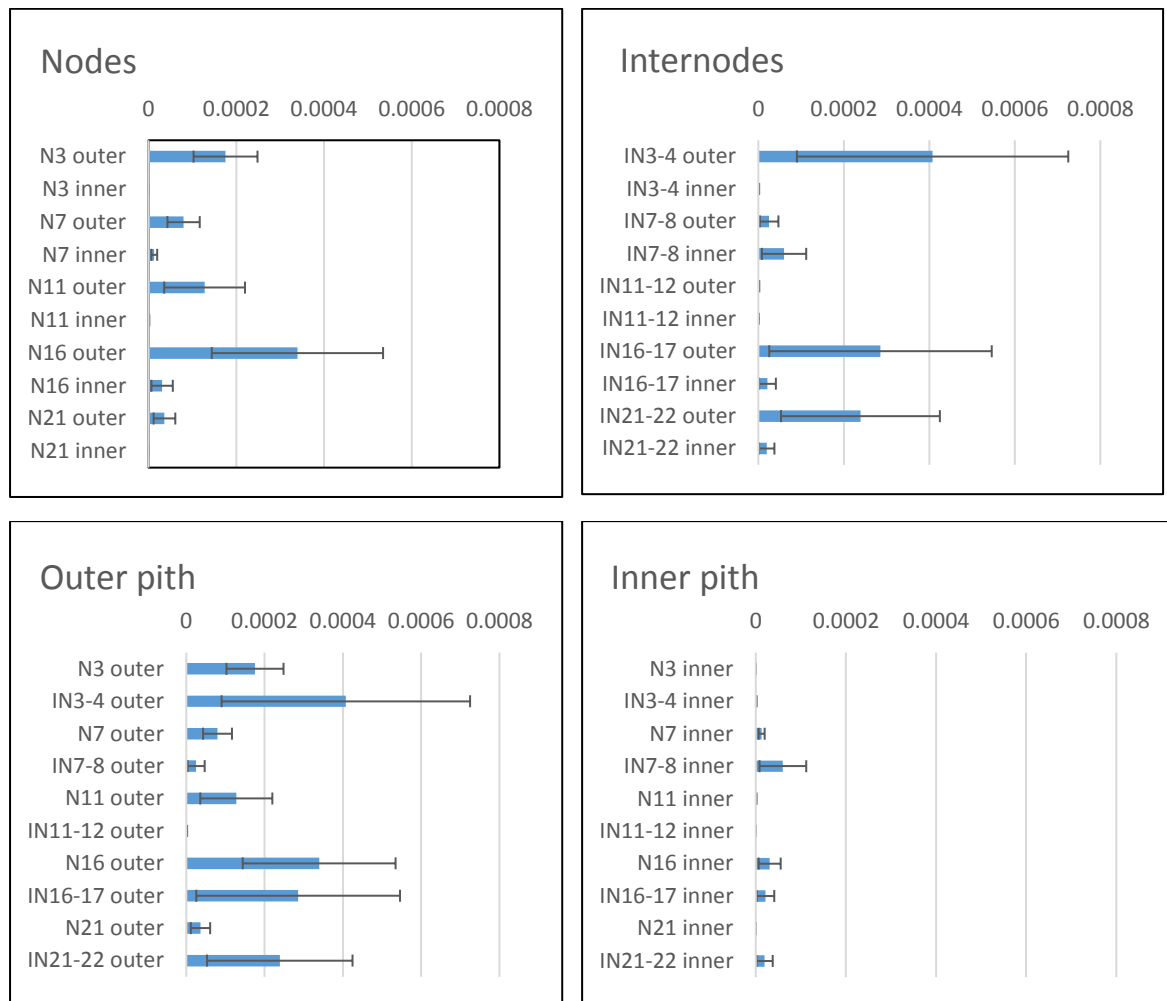 Nodes
0 0.0002 0.0004 0.0006 0.0008
N3 outer
N3 inner
N7 outer
N7 inner
N11 outer
N11 inner
N16 outer
N16 inner
N21 outer
N21 inner
Internodes
0 0.0002 0.0004 0.0006 0.0008
IN3-4 outer
IN3-4 inner
IN7-8 outer
IN7-8 inner
IN11-12 outer
IN11-12 inner
IN16-17 outer
IN16-17 inner
IN21-22 outer
IN21-22 inner
Outer pith
0 0.0002 0.0004 0.0006 0.0008
N3 outer
IN3-4 outer
N7 outer
IN7-8 outer
N11 outer
IN11-12 outer
N16 outer
IN16-17 outer
N21 outer
IN21-22 outer
Inner pith
0 0.0002 0.0004 0.0006 0.0008
N3 inner
IN3-4 inner
N7 inner
IN7-8 inner
N11 inner
IN11-12 inner
N16 inner
IN16-17 inner
N21 inner
IN21-22 inner